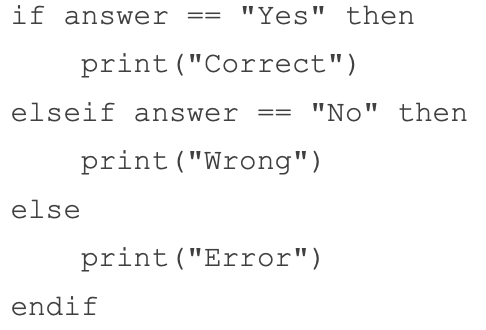 if answer == "Yes" then
    print("Correct")
elseif answer == "No" then
    print("Wrong")
else
    print("Error")
endif